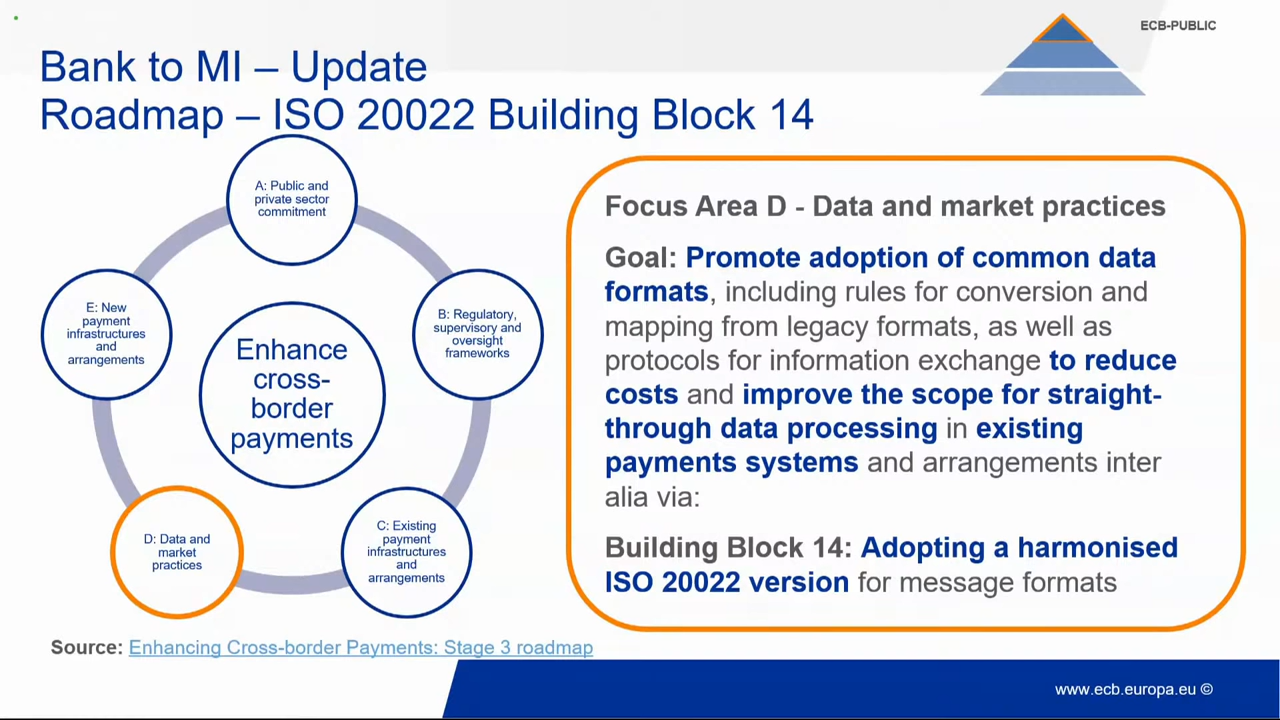 ECB-PUBLIC
Bank to MI – Update
Roadmap – ISO 20022 Building Block 14
A: Public and
private sector
commitment
B: Regulatory,
supervisory and
oversight
frameworks
C: Existing
payment
infrastructures
and
arrangements
D: Data and
market
practices
E: New
payment
infrastructures
and
arrangements
Enhance
cross-
border
payments
Focus Area D - Data and market practices
Goal: Promote adoption of common data
formats, including rules for conversion and
mapping from legacy formats, as well as
protocols for information exchange to reduce
costs and improve the scope for straight-
through data processing in existing
payments systems and arrangements inter
alia via:
Building Block 14: Adopting a harmonised
ISO 20022 version for message formats
Source: Enhancing Cross-border Payments: Stage 3 roadmap
www.ecb.europa.eu ©